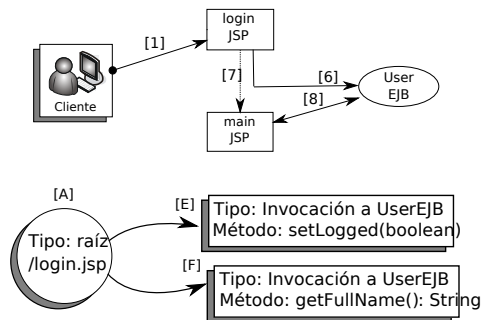 login
JSP
[1]
[7]
[6]
User
EJB
[8]
Cliente
main
JSP
[A]
[E]
Tipo: Invocación a UserEJB
Método: setLogged(boolean)
Tipo: raíz
/login.jsp
[F]
Tipo: Invocación a UserEJB
Método: getFullName(): String